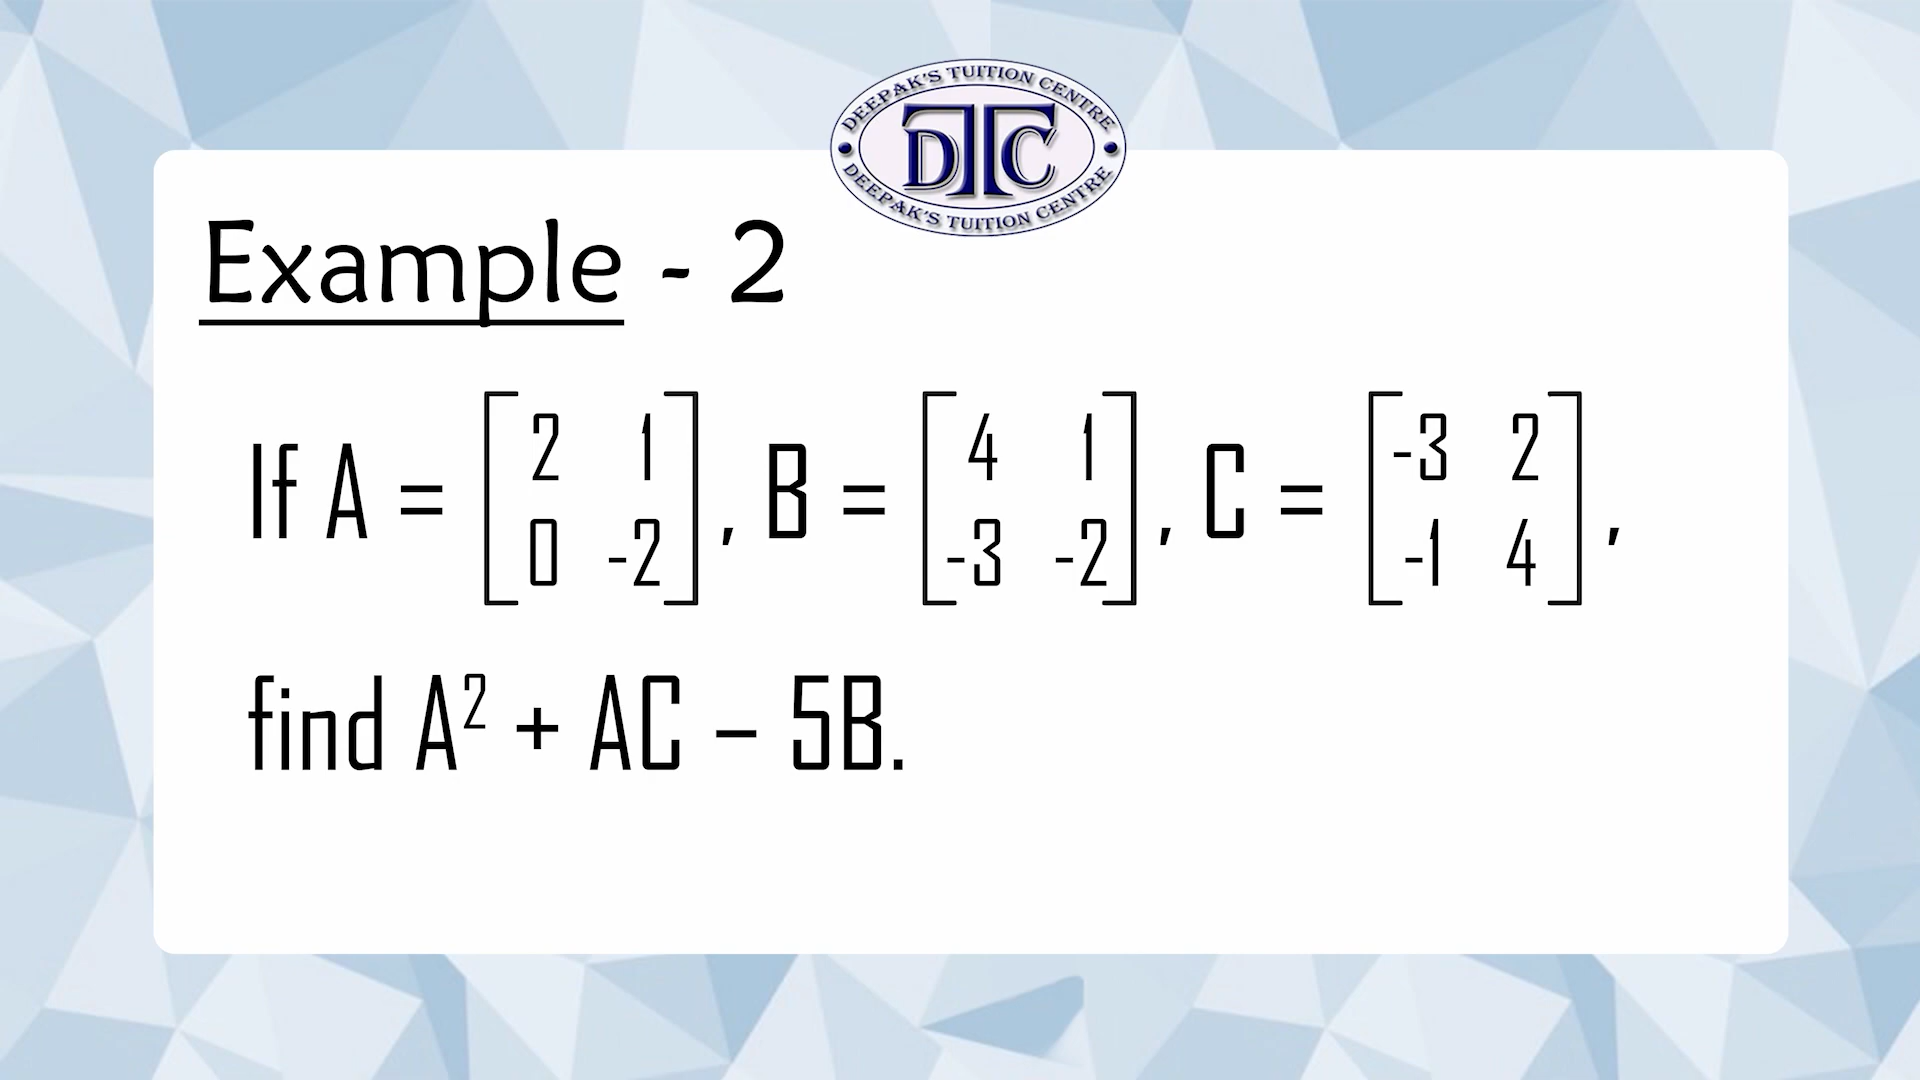 DEEPAK'S TUITION CENTRE
DTC
DEEPAK'S TUITION CENTRE
Example - 2
If A = [2 1; 0 -2], B = [4 1; -3 -2], C = [-3 2; -1 4],
find A² + AC – 5B.